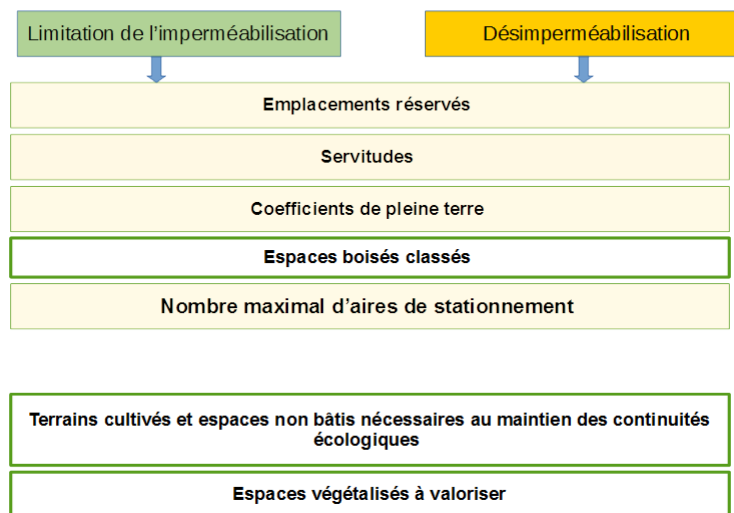 Limitation de l'imperméabilisation
Désimperméabilisation
Emplacements réservés
Servitudes
Coefficients de pleine terre
Espaces boisés classés
Nombre maximal d'aires de stationnement
Terrains cultivés et espaces non bâtis nécessaires au maintien des continuités
écologiques
Espaces végétalisés à valoriser